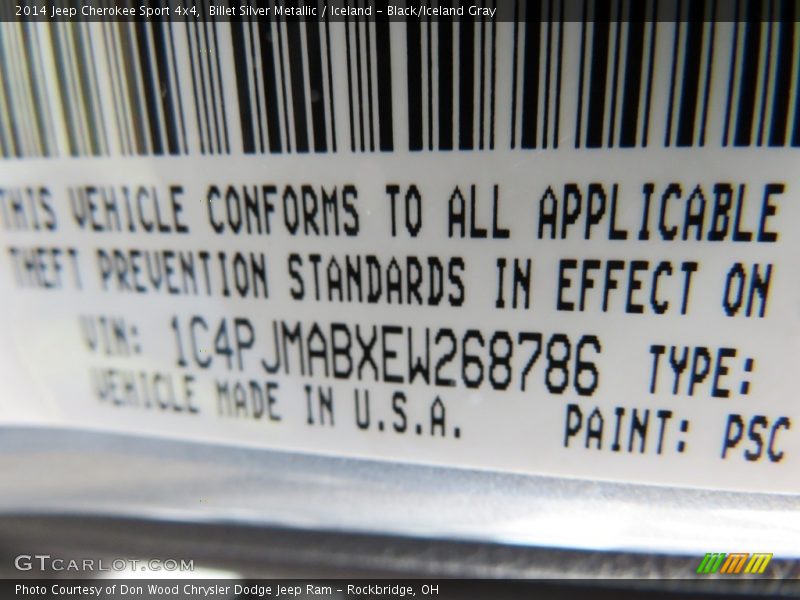 2014 Jeep Cherokee Sport 4x4, Billet Silver Metallic / Iceland - Black/Iceland Gray
THIS VEHICLE CONFORMS TO ALL APPLICABLE
THEFT PREVENTION STANDARDS IN EFFECT ON
VIN: 1C4PJMABXEW268786 TYPE:
VEHICLE MADE IN U.S.A. PAINT: PSC
GTCARLOT.COM
Photo Courtesy of Don Wood Chrysler Dodge Jeep Ram - Rockbridge, OH